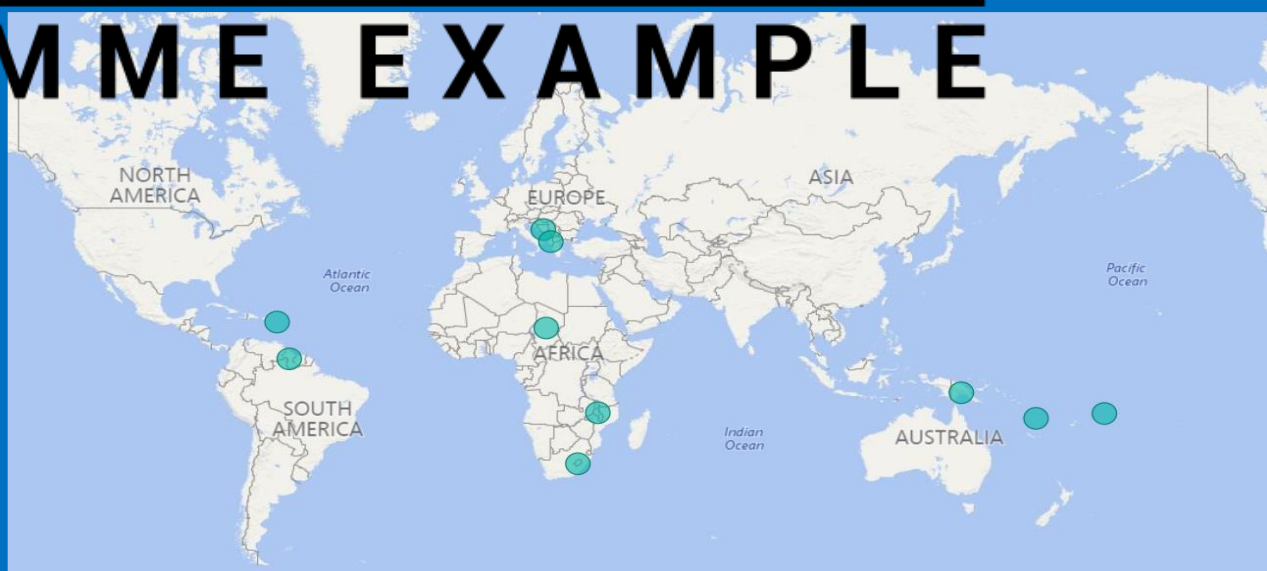 MME EXAMPLE
NORTH
AMERICA
EUROPE
ASIA
Atlantic
Ocean
Pacific
Ocean
AFRICA
SOUTH
AMERICA
Indian
Ocean
AUSTRALIA